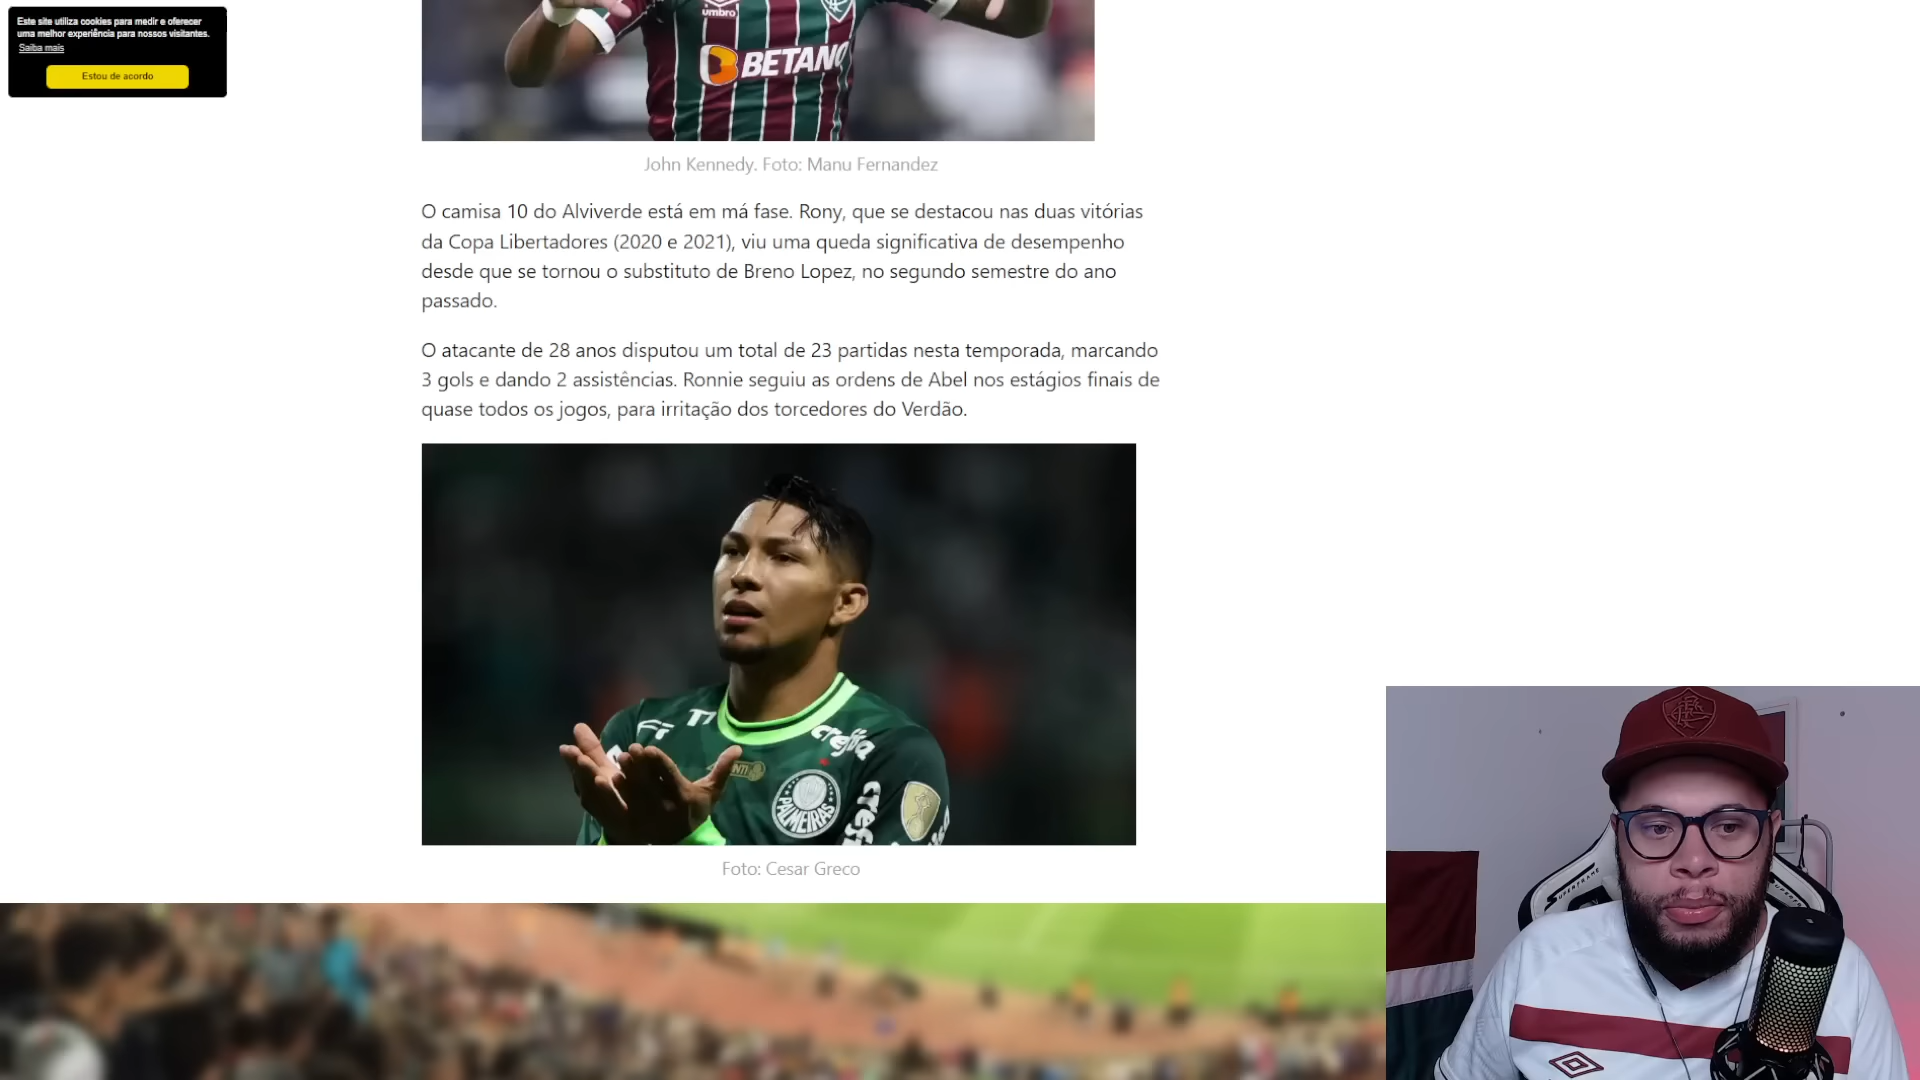 Este site utiliza cookies para medir e oferecer
uma melhor experiência para nossos visitantes.
Saiba mais
Estou de acordo
umbro
BETANO
John Kennedy. Foto: Manu Fernandez
O camisa 10 do Alviverde está em má fase. Rony, que se destacou nas duas vitórias
da Copa Libertadores (2020 e 2021), viu uma queda significativa de desempenho
desde que se tornou o substituto de Breno Lopez, no segundo semestre do ano
passado.
O atacante de 28 anos disputou um total de 23 partidas nesta temporada, marcando
3 gols e dando 2 assistências. Ronnie seguiu as ordens de Abel nos estágios finais de
quase todos os jogos, para irritação dos torcedores do Verdão.
crefisa
PALMEIRAS
Foto: Cesar Greco
SUPERFRAME